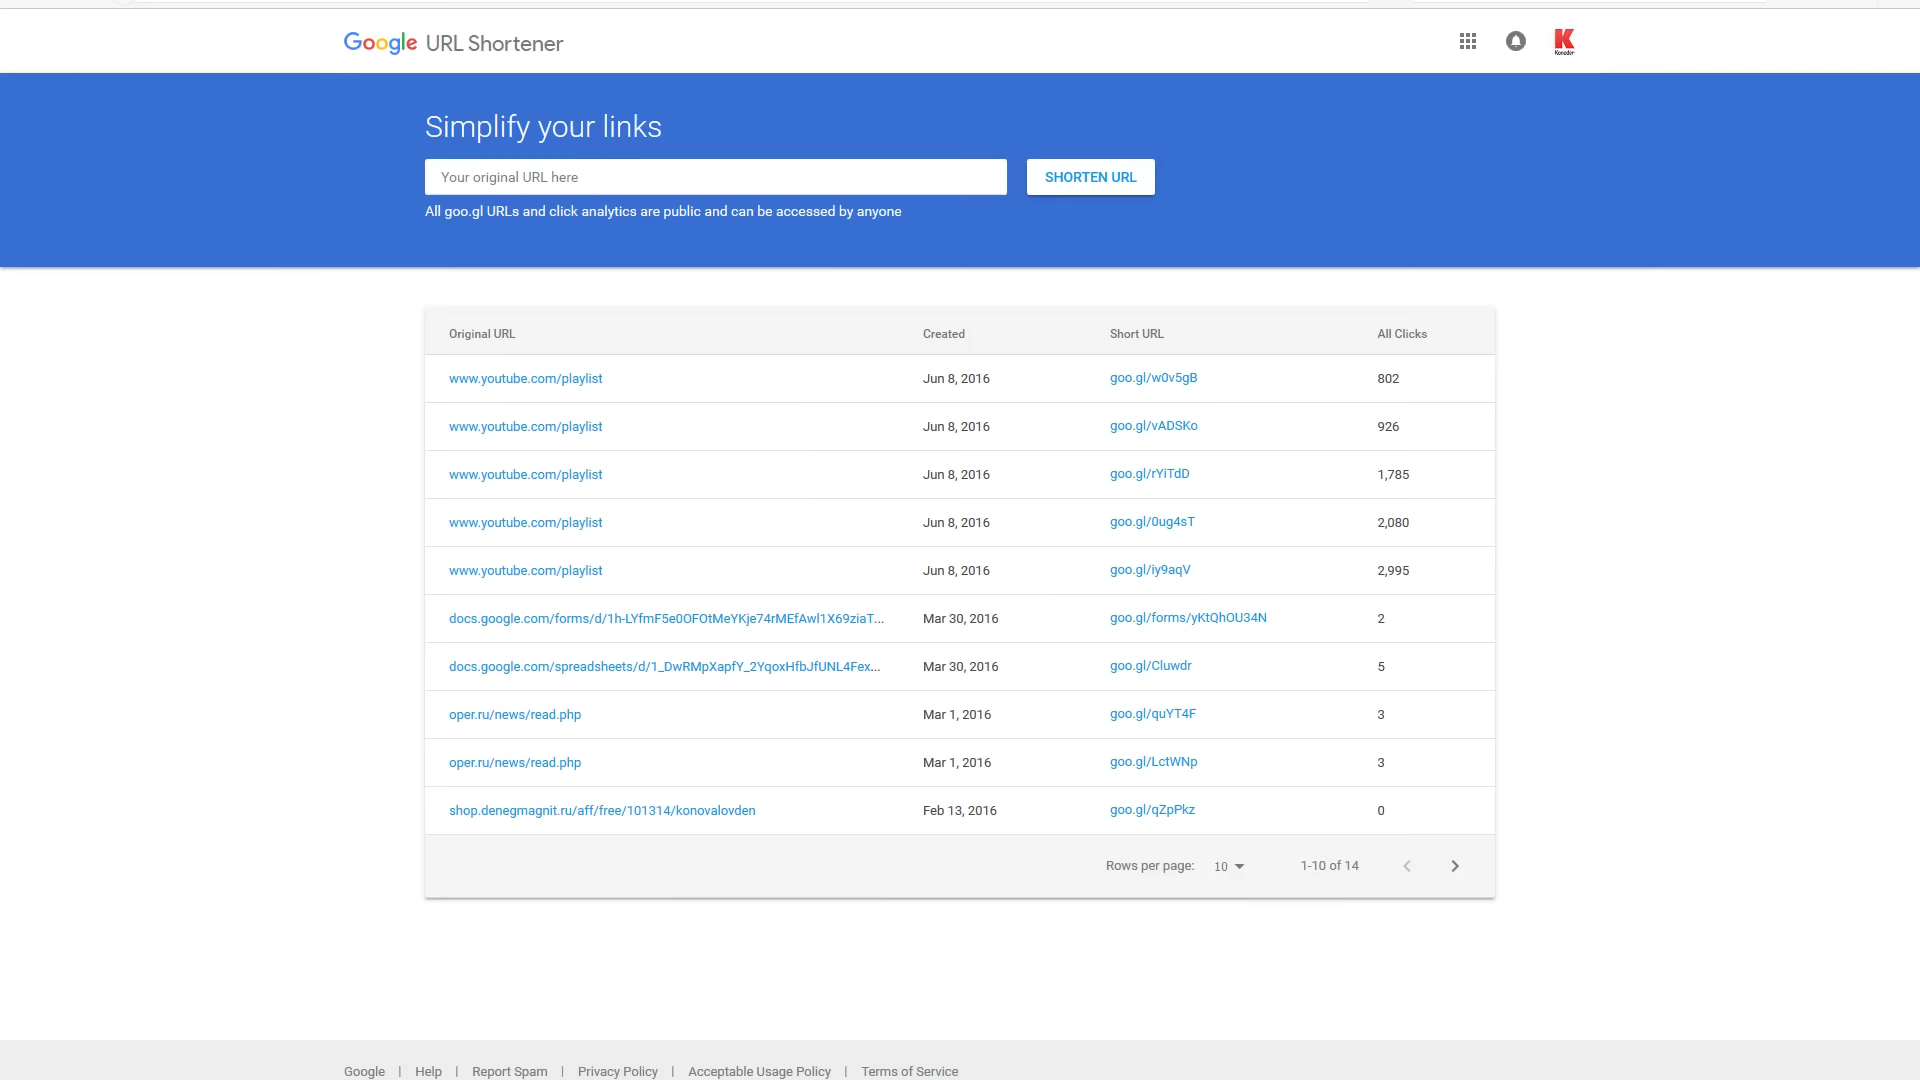 Google URL Shortener
K
Konoden
Simplify your links
Your original URL here
SHORTEN URL
All goo.gl URLs and click analytics are public and can be accessed by anyone
Original URL Created Short URL All Clicks
www.youtube.com/playlist Jun 8, 2016 goo.gl/w0v5gB 802
www.youtube.com/playlist Jun 8, 2016 goo.gl/vADSKo 926
www.youtube.com/playlist Jun 8, 2016 goo.gl/rYiTdD 1,785
www.youtube.com/playlist Jun 8, 2016 goo.gl/0ug4sT 2,080
www.youtube.com/playlist Jun 8, 2016 goo.gl/iy9aqV 2,995
docs.google.com/forms/d/1h-LYfmF5e0OFOtMeYKje74rMEfAwl1X69ziaT... Mar 30, 2016 goo.gl/forms/yKtQhOU34N 2
docs.google.com/spreadsheets/d/1_DwRMpXapfY_2YqoxHfbJfUNL4Fex... Mar 30, 2016 goo.gl/Cluwdr 5
oper.ru/news/read.php Mar 1, 2016 goo.gl/quYT4F 3
oper.ru/news/read.php Mar 1, 2016 goo.gl/LctWNp 3
shop.denegmagnit.ru/aff/free/101314/konovalovden Feb 13, 2016 goo.gl/qZpPkz 0
Rows per page: 10 1-10 of 14
Google | Help | Report Spam | Privacy Policy | Acceptable Usage Policy | Terms of Service